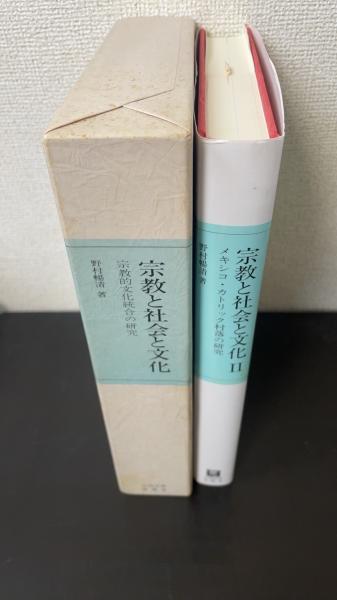 宗教と社会と文化
宗教的文化統合の研究
野村暢清 著
宗教と社会と文化 II
メキシコ・カトリック村落の研究
野村暢清 著